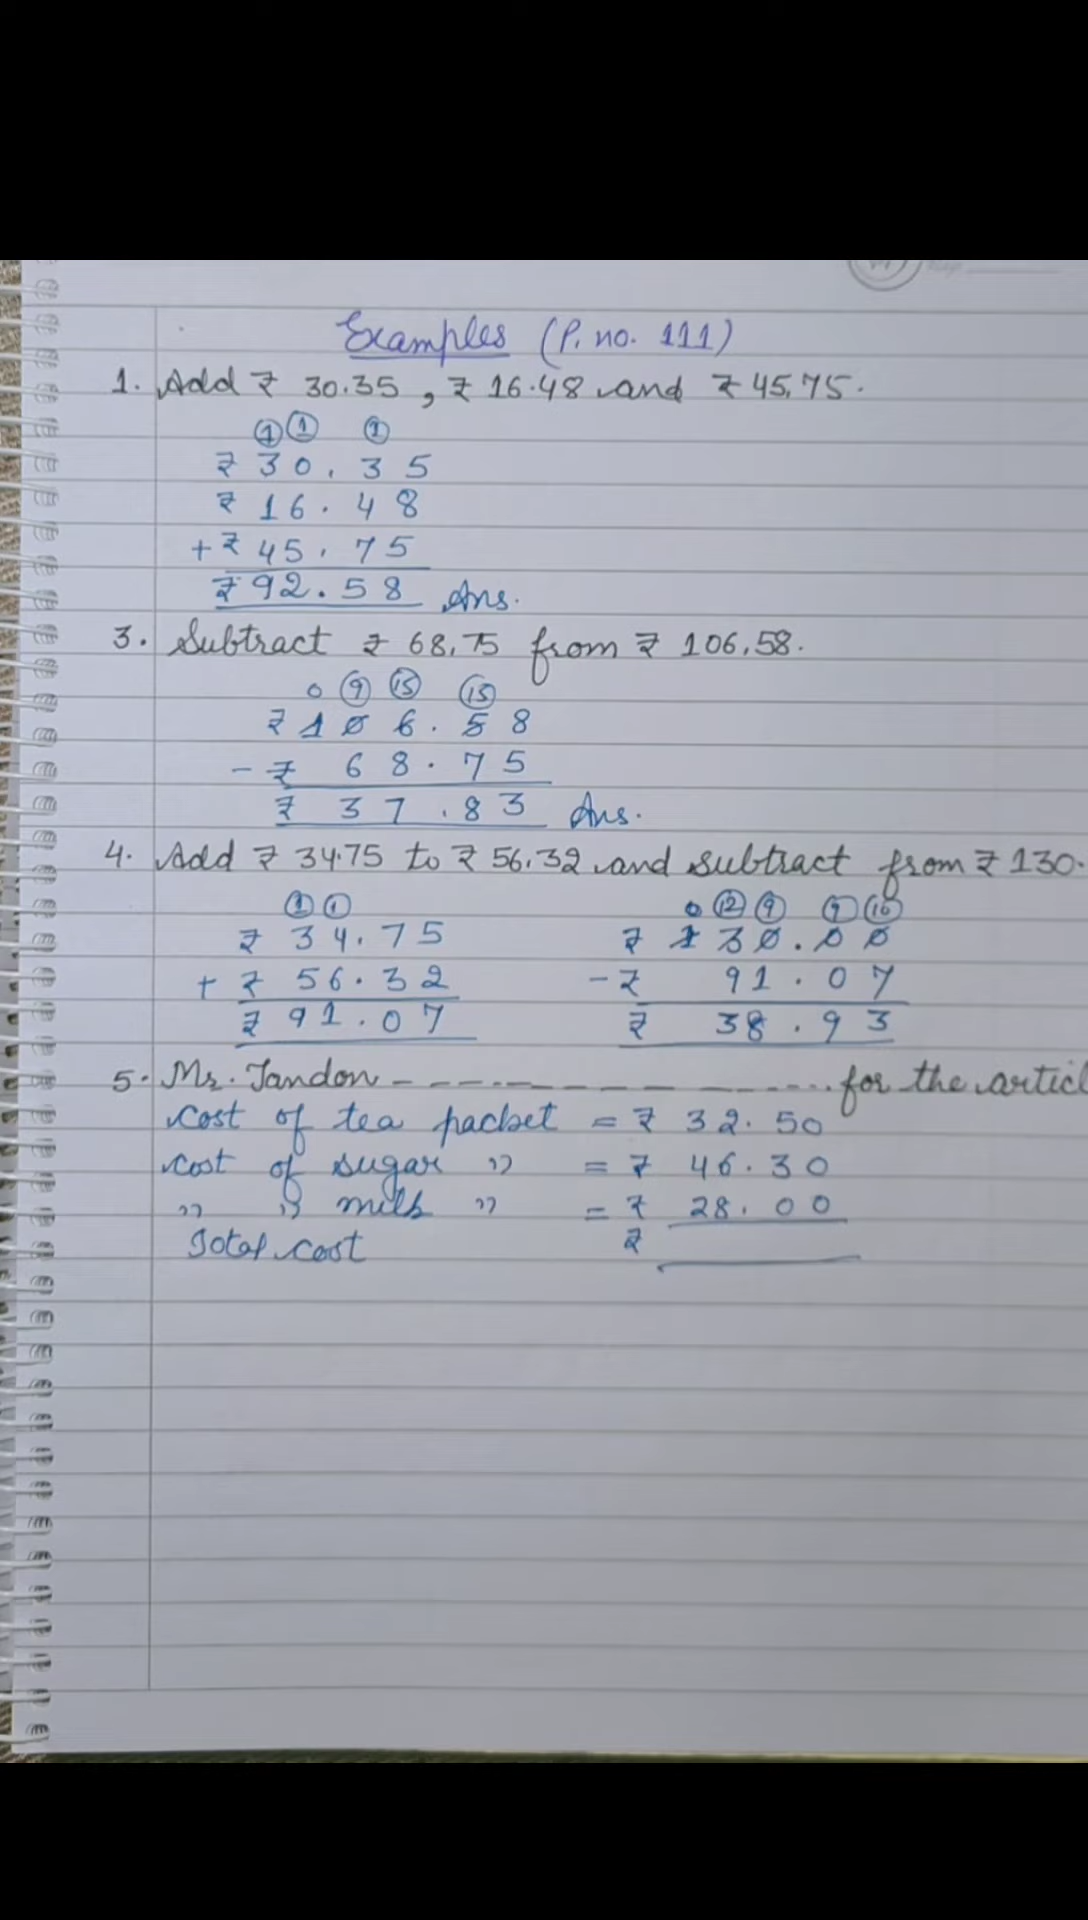 Examples (P. no. 111)
1. Add ₹ 30.35, ₹ 16.48 and ₹ 45.75.
① ① ①
₹ 30.35
₹ 16.48
+ ₹ 45.75
₹ 92.58 Ans.
3. Subtract ₹ 68.75 from ₹ 106.58.
0 ⑨ ⑮ ⑮
₹ 106.58
- ₹ 68.75
₹ 37.83 Ans.
4. Add ₹ 34.75 to ₹ 56.32 and subtract from ₹ 130.
① ① 0 ⑫ ⑨ ⑨ ⑩
₹ 34.75 ₹ 130.00
+ ₹ 56.32 - ₹ 91.07
₹ 91.07 ₹ 38.93
5. Mr. Tandon ---------- for the articl
Cost of tea packet = ₹ 32.50
Cost of sugar " = ₹ 46.30
" " milk " = ₹ 28.00
Total cost ₹